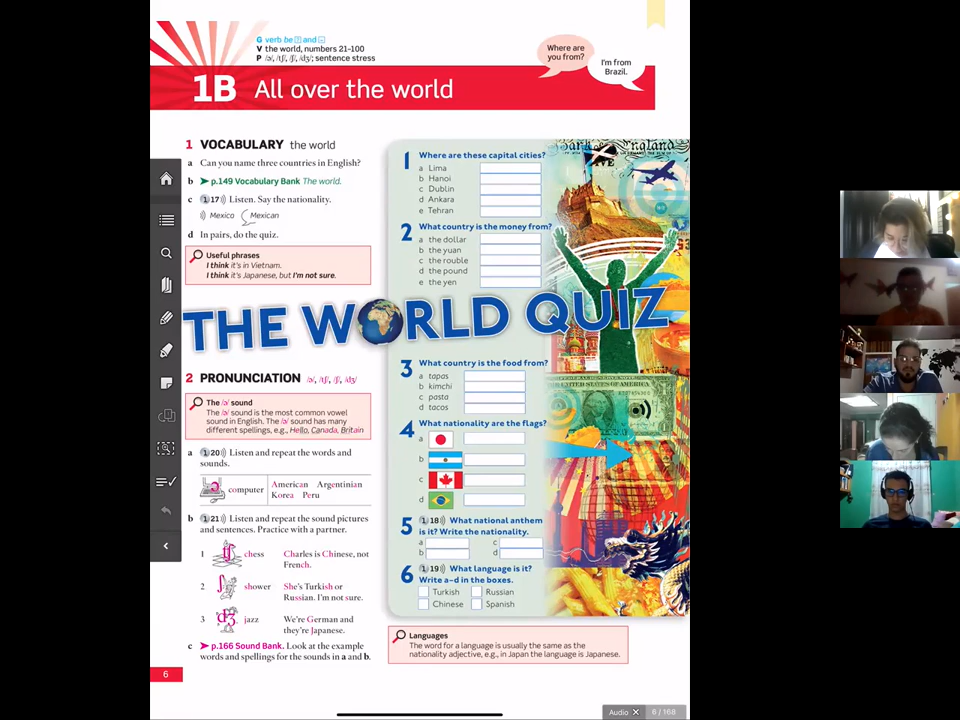 G verb be + and −
V the world, numbers 21-100
P /ə/, /tʃ/, /ʃ/, /dʒ/; sentence stress
Where are you from?
I'm from Brazil.
1B All over the world
1 VOCABULARY the world
a Can you name three countries in English?
b ➤ p.149 Vocabulary Bank The world.
c 1 17 Listen. Say the nationality.
Mexico Mexican
d In pairs, do the quiz.
Useful phrases
I think it's in Vietnam.
I think it's Japanese, but I'm not sure.
THE WORLD QUIZ
2 PRONUNCIATION /ə/, /tʃ/, /ʃ/, /dʒ/
The /ə/ sound
The /ə/ sound is the most common vowel
sound in English. The /ə/ sound has many
different spellings, e.g., Hello, Canada, Britain
a 1 20 Listen and repeat the words and
sounds.
computer American Argentinian
Korea Peru
b 1 21 Listen and repeat the sound pictures
and sentences. Practice with a partner.
1 tʃ chess Charles is Chinese, not
French.
2 ʃ shower She's Turkish or
Russian. I'm not sure.
3 dʒ jazz We're German and
they're Japanese.
c ➤ p.166 Sound Bank. Look at the example
words and spellings for the sounds in a and b.
6
1 Where are these capital cities?
a Lima
b Hanoi
c Dublin
d Ankara
e Tehran
2 What country is the money from?
a the dollar
b the yuan
c the rouble
d the pound
e the yen
3 What country is the food from?
a tapas
b kimchi
c pasta
d tacos
4 What nationality are the flags?
a
b
c
d
5 1 18 What national anthem
is it? Write the nationality.
a c
b d
6 1 19 What language is it?
Write a–d in the boxes.
Turkish Russian
Chinese Spanish
Languages
The word for a language is usually the same as the
nationality adjective, e.g., in Japan the language is Japanese.
Bank of England
Audio ✕ 6 / 168